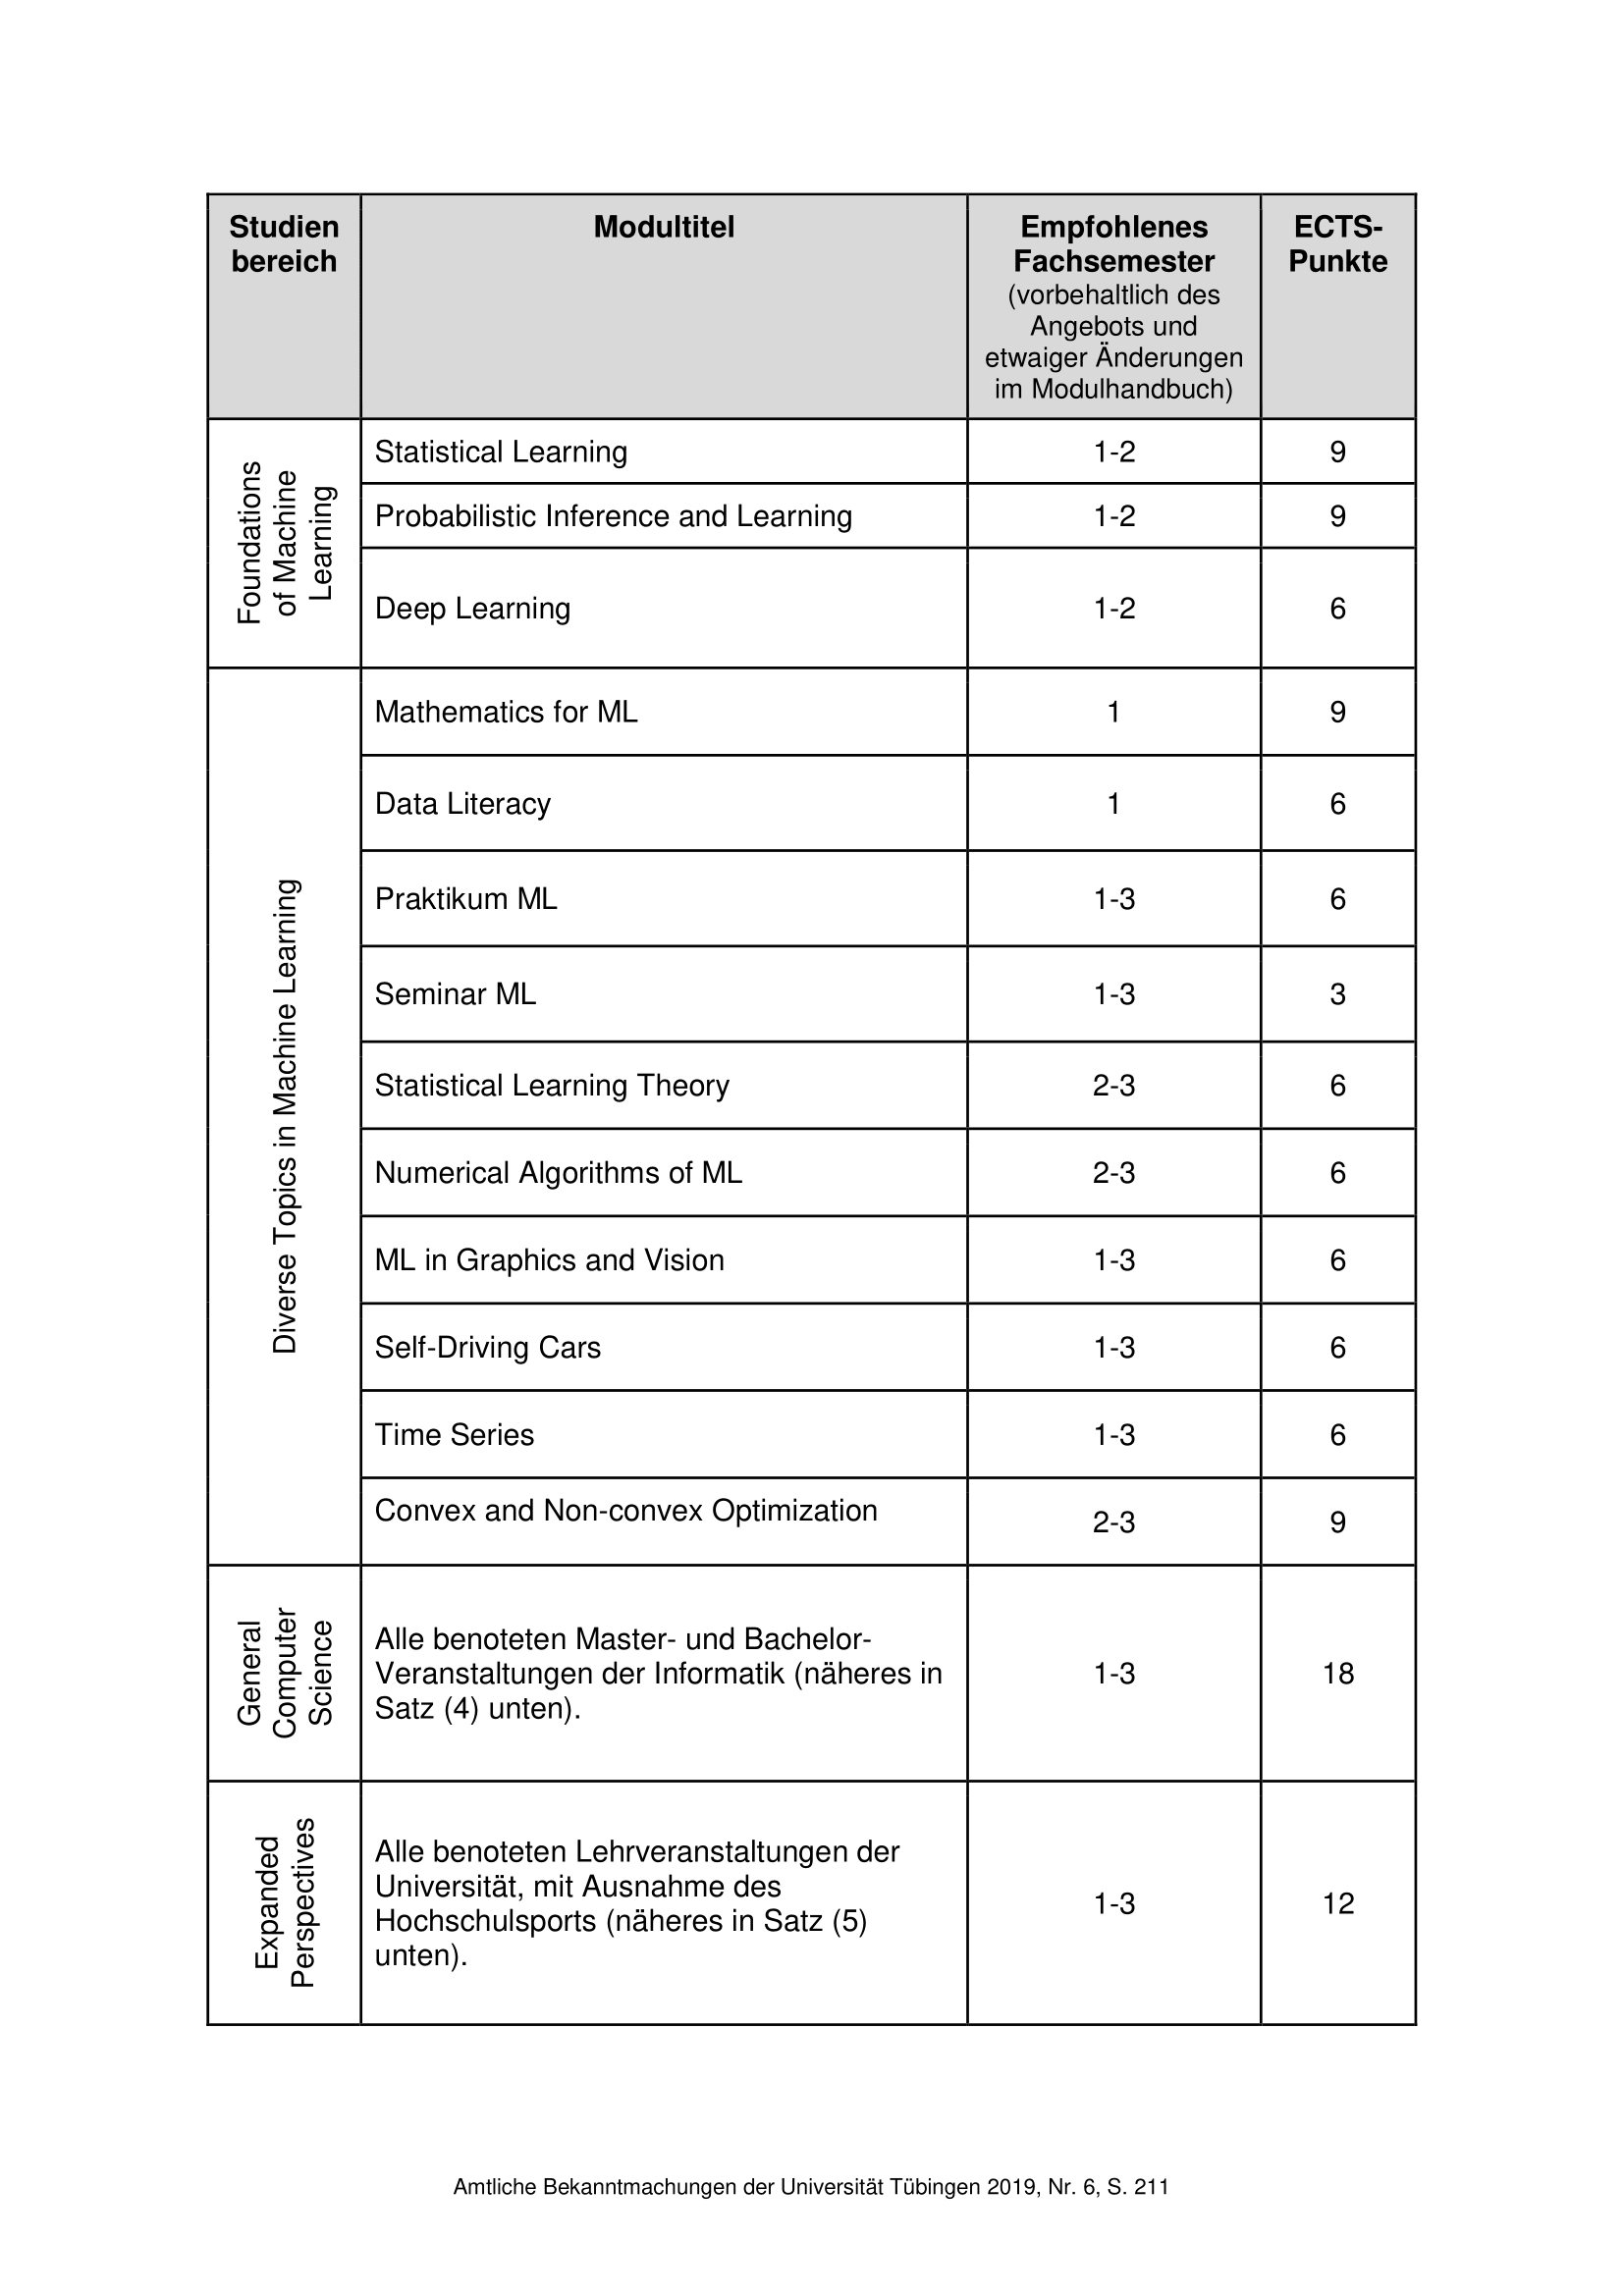 Studien
bereich
Modultitel
Empfohlenes
Fachsemester
(vorbehaltlich des
Angebots und
etwaiger Änderungen
im Modulhandbuch)
ECTS-
Punkte
Foundations
of Machine
Learning
Statistical Learning
1-2
9
Probabilistic Inference and Learning
1-2
9
Deep Learning
1-2
6
Diverse Topics in Machine Learning
Mathematics for ML
1
9
Data Literacy
1
6
Praktikum ML
1-3
6
Seminar ML
1-3
3
Statistical Learning Theory
2-3
6
Numerical Algorithms of ML
2-3
6
ML in Graphics and Vision
1-3
6
Self-Driving Cars
1-3
6
Time Series
1-3
6
Convex and Non-convex Optimization
2-3
9
General
Computer
Science
Alle benoteten Master- und Bachelor-
Veranstaltungen der Informatik (näheres in
Satz (4) unten).
1-3
18
Expanded
Perspectives
Alle benoteten Lehrveranstaltungen der
Universität, mit Ausnahme des
Hochschulsports (näheres in Satz (5)
unten).
1-3
12
Amtliche Bekanntmachungen der Universität Tübingen 2019, Nr. 6, S. 211